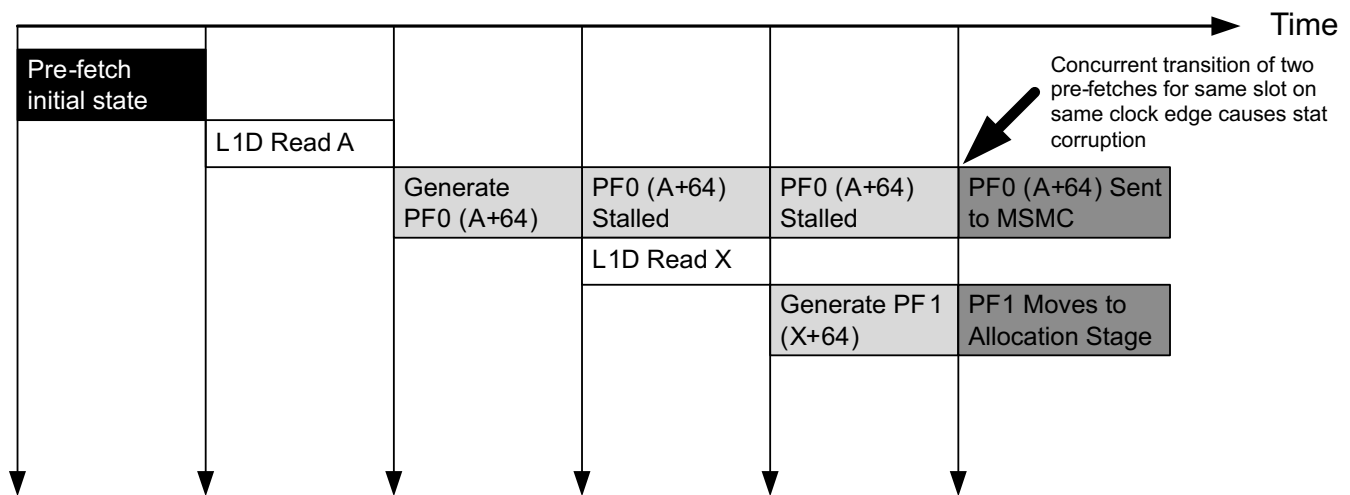 Time
Pre-fetch
initial state
Concurrent transition of two
pre-fetches for same slot on
same clock edge causes stat
corruption
L1D Read A
Generate
PF0 (A+64)
PF0 (A+64)
Stalled
PF0 (A+64)
Stalled
PF0 (A+64) Sent
to MSMC
L1D Read X
Generate PF1
(X+64)
PF1 Moves to
Allocation Stage